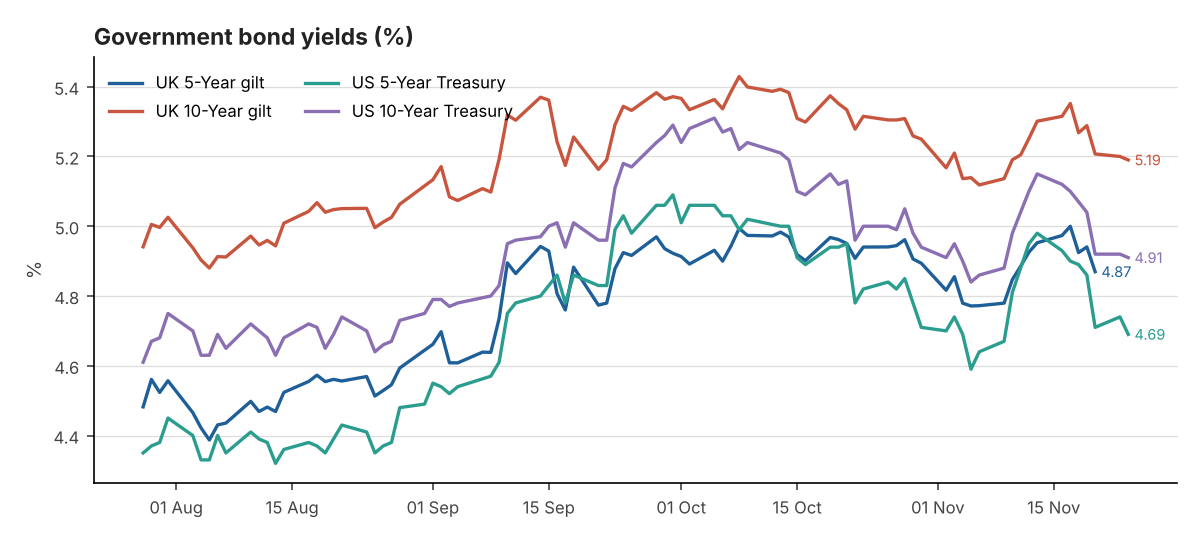 Government bond yields (%)
UK 5-Year gilt
US 5-Year Treasury
UK 10-Year gilt
US 10-Year Treasury
5.4
5.2
5.0
4.8
4.6
4.4
%
5.19
4.91
4.87
4.69
01 Aug
15 Aug
01 Sep
15 Sep
01 Oct
15 Oct
01 Nov
15 Nov